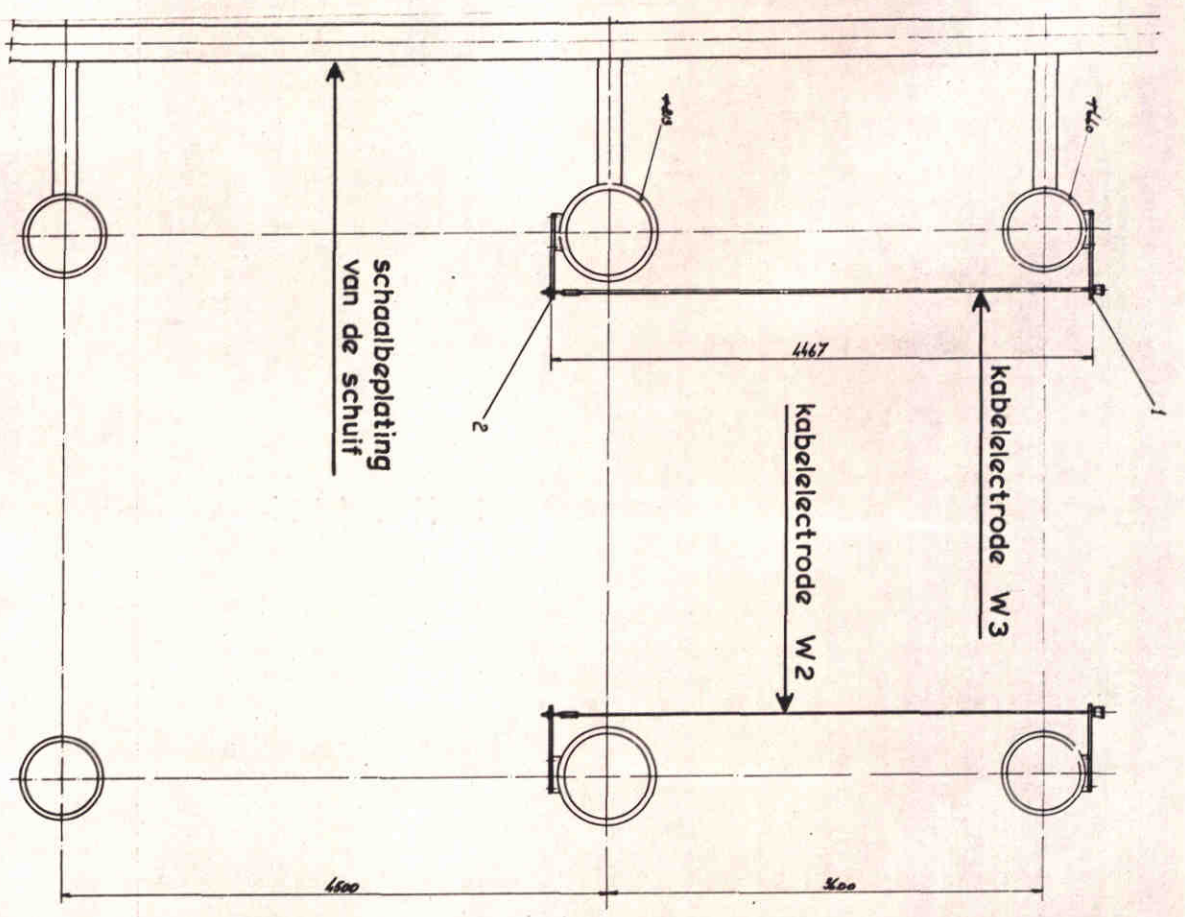 schaalbeplating
van de schuif
kabelelectrode W3
kabelelectrode W2
4467
1
2
4500
3600